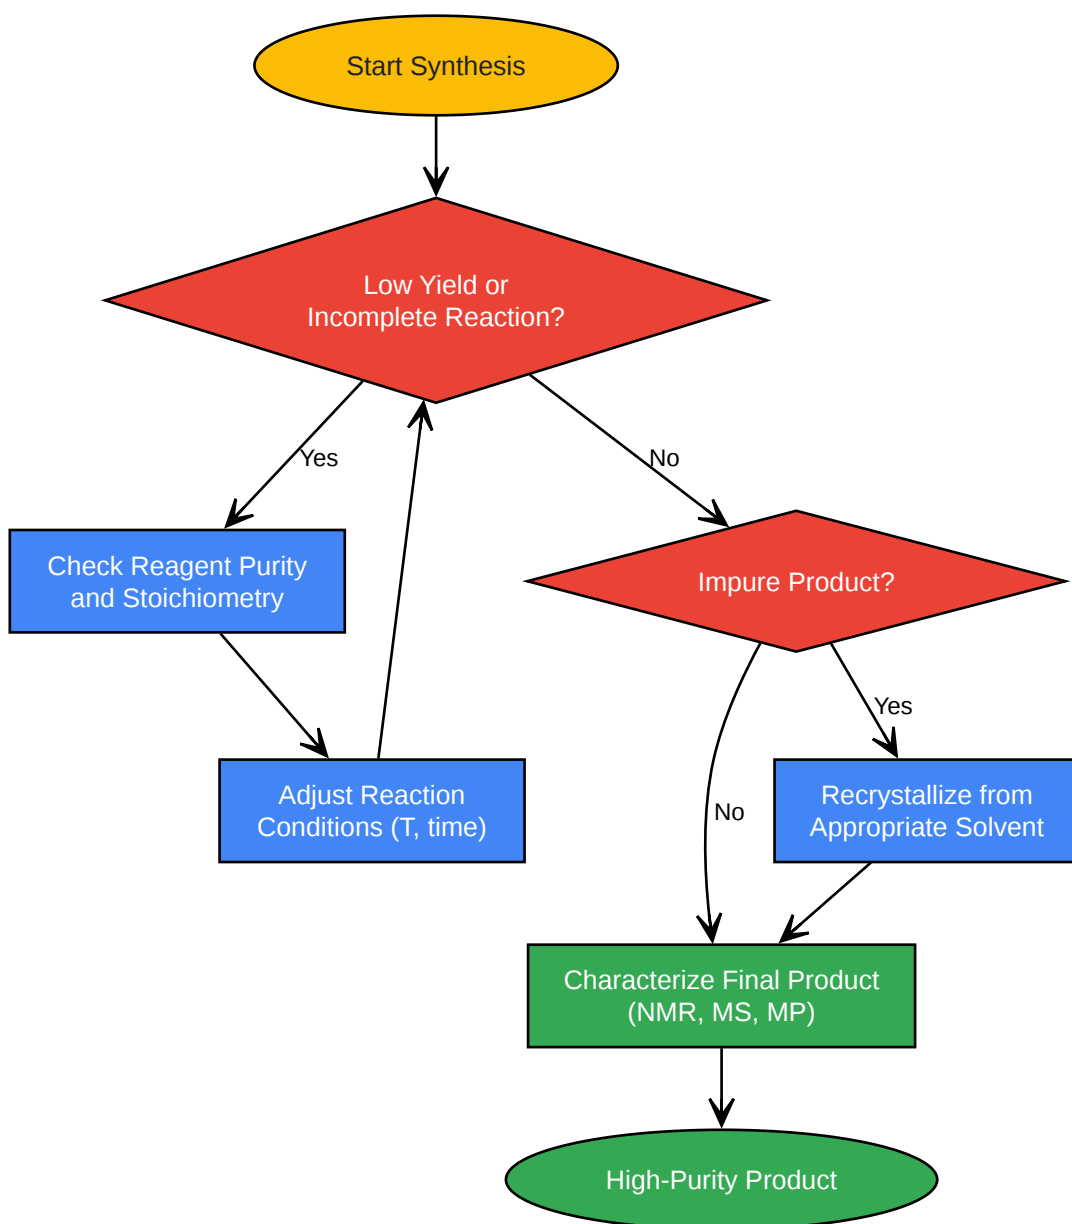 Start Synthesis
Low Yield or
Incomplete Reaction?
Yes
No
Check Reagent Purity
and Stoichiometry
Impure Product?
Yes
Adjust Reaction
Conditions (T, time)
No
Recrystallize from
Appropriate Solvent
Characterize Final Product
(NMR, MS, MP)
High-Purity Product